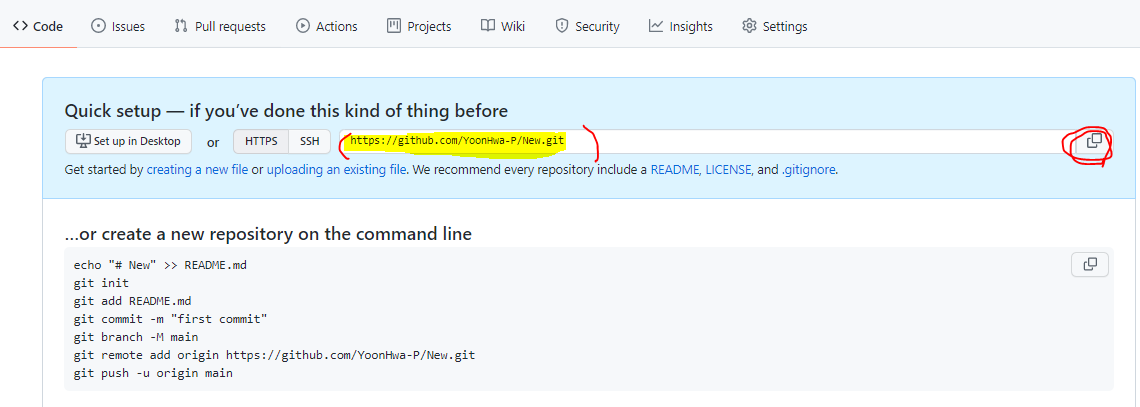 Code Issues Pull requests Actions Projects Wiki Security Insights Settings
Quick setup — if you've done this kind of thing before
Set up in Desktop or HTTPS SSH https://github.com/YoonHwa-P/New.git
Get started by creating a new file or uploading an existing file. We recommend every repository include a README, LICENSE, and .gitignore.
...or create a new repository on the command line
echo "# New" >> README.md
git init
git add README.md
git commit -m "first commit"
git branch -M main
git remote add origin https://github.com/YoonHwa-P/New.git
git push -u origin main